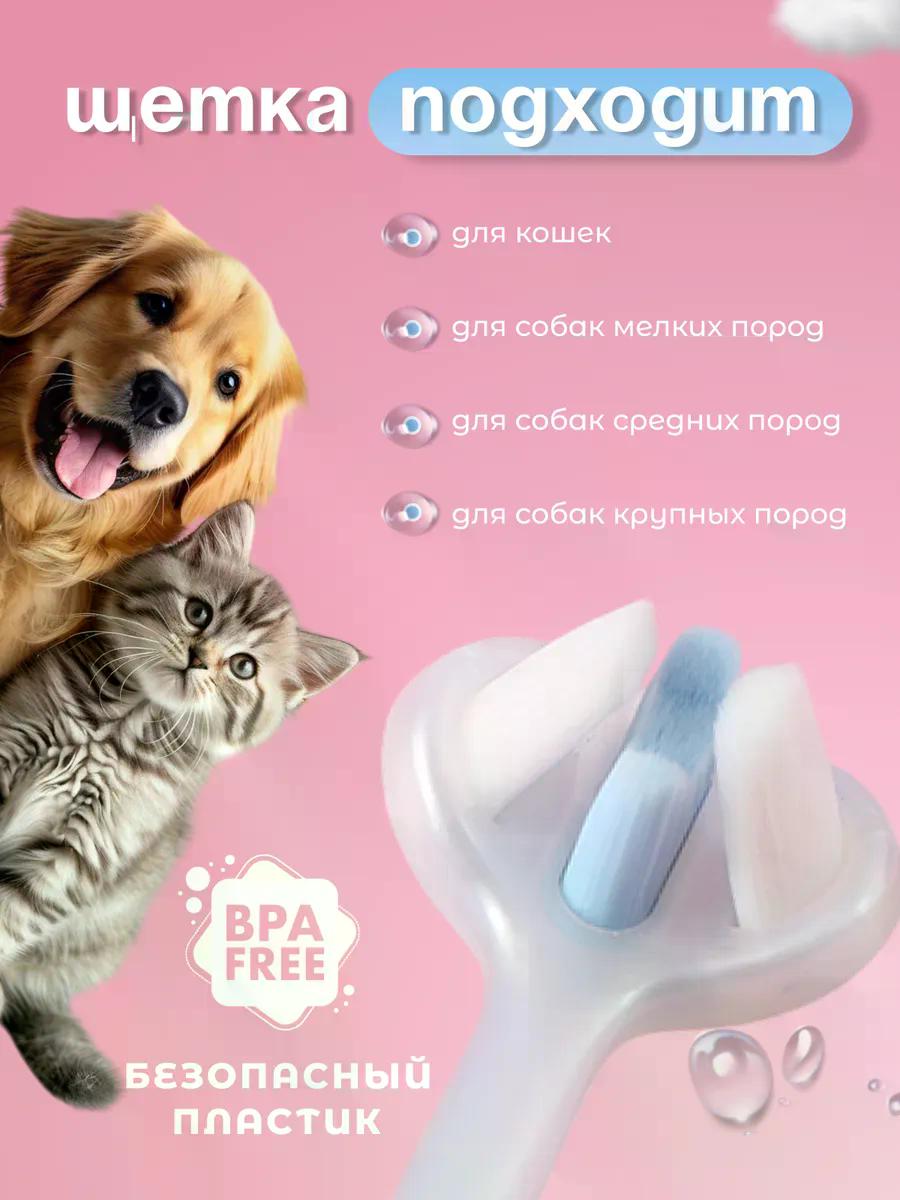 щетка подходит
для кошек
для собак мелких пород
для собак средних пород
для собак крупных пород
BPA
FREE
БЕЗОПАСНЫЙ
ПЛАСТИК